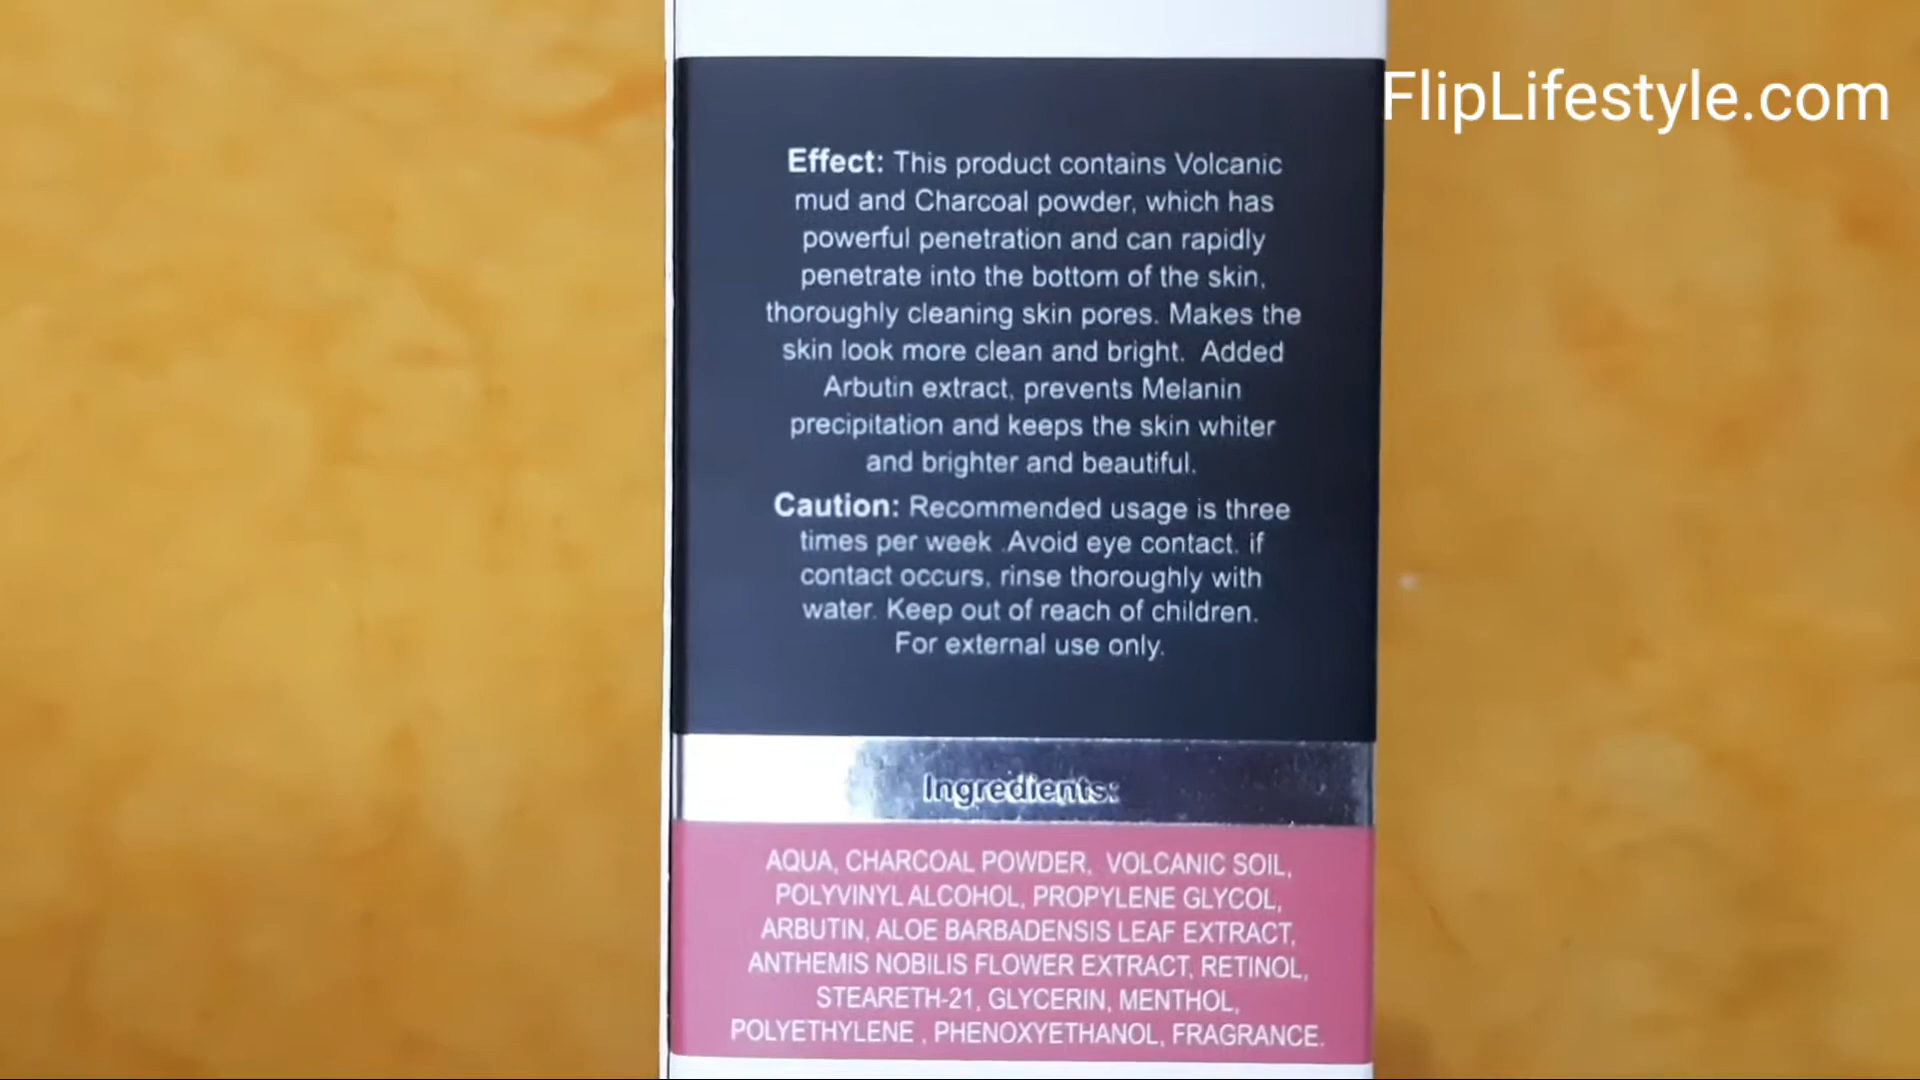 FlipLifestyle.com
Effect: This product contains Volcanic
mud and Charcoal powder, which has
powerful penetration and can rapidly
penetrate into the bottom of the skin,
thoroughly cleaning skin pores. Makes the
skin look more clean and bright. Added
Arbutin extract, prevents Melanin
precipitation and keeps the skin whiter
and brighter and beautiful.
Caution: Recommended usage is three
times per week .Avoid eye contact. if
contact occurs, rinse thoroughly with
water. Keep out of reach of children.
For external use only.
Ingredients:
AQUA, CHARCOAL POWDER, VOLCANIC SOIL,
POLYVINYL ALCOHOL, PROPYLENE GLYCOL,
ARBUTIN, ALOE BARBADENSIS LEAF EXTRACT,
ANTHEMIS NOBILIS FLOWER EXTRACT, RETINOL,
STEARETH-21, GLYCERIN, MENTHOL,
POLYETHYLENE , PHENOXYETHANOL, FRAGRANCE.